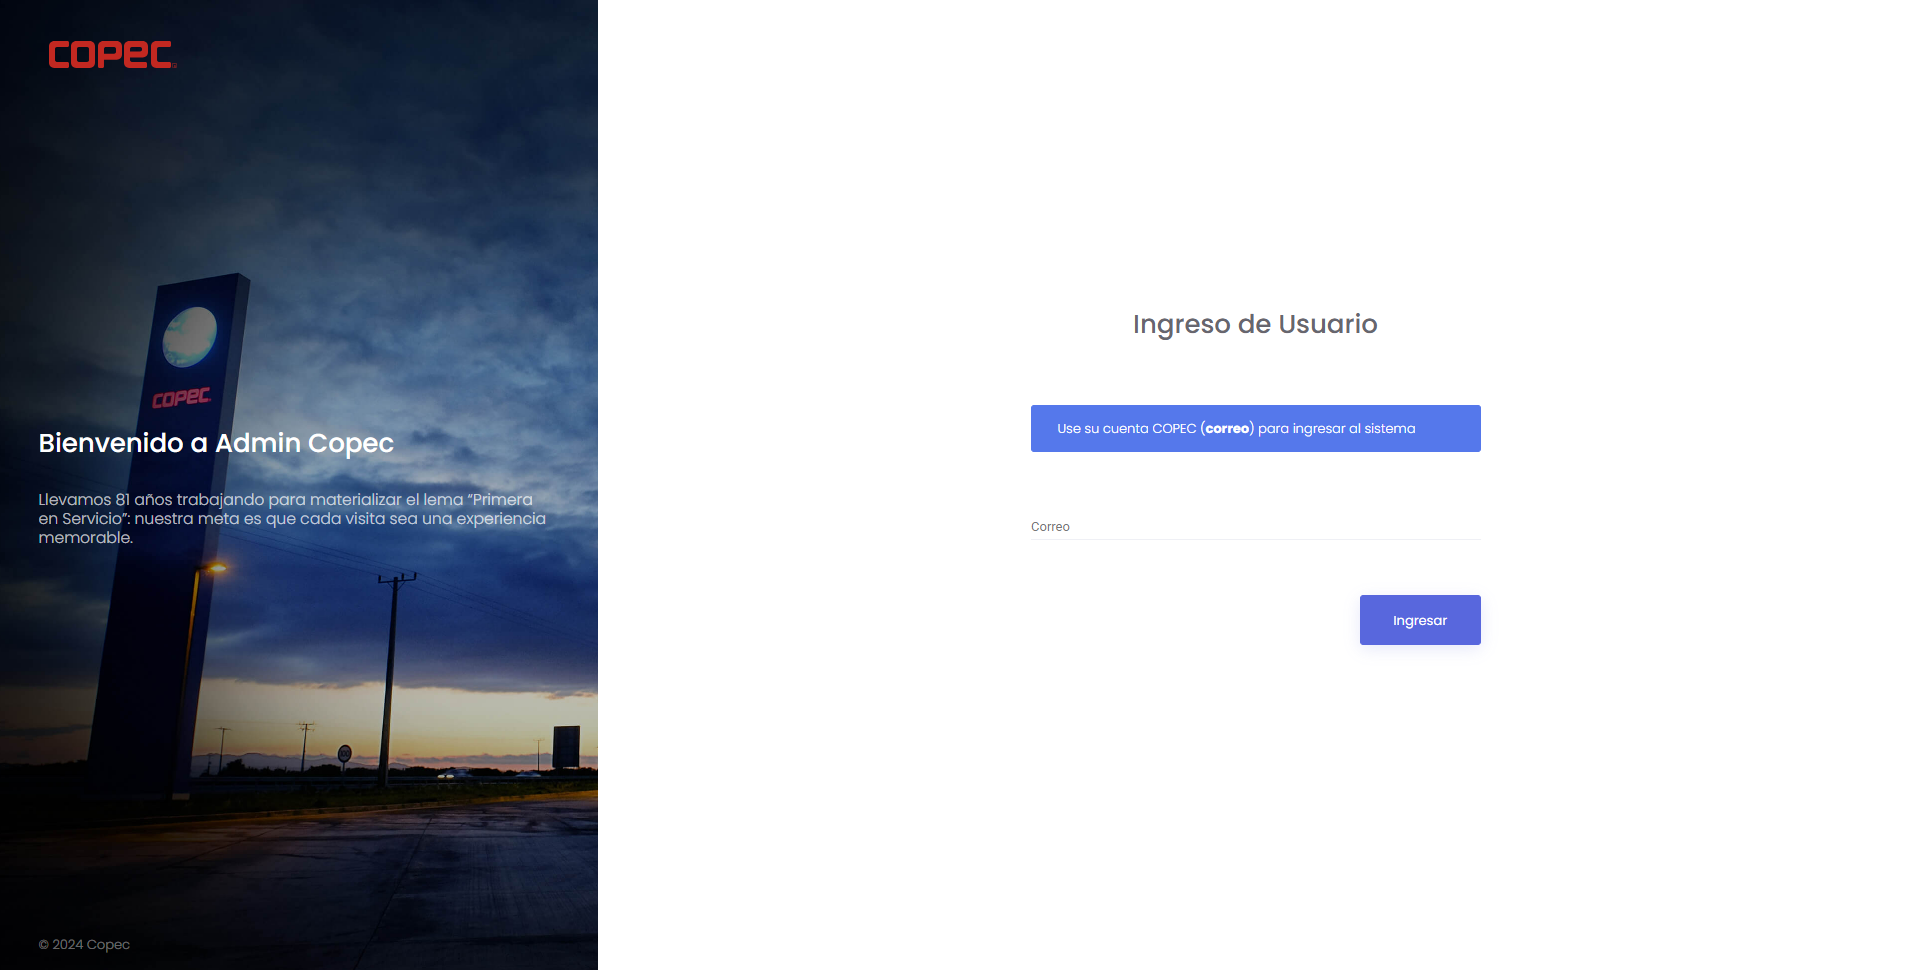 COPEC
COPEC
Bienvenido a Admin Copec
Llevamos 81 años trabajando para materializar el lema “Primera
en Servicio”: nuestra meta es que cada visita sea una experiencia
memorable.
© 2024 Copec
Ingreso de Usuario
Use su cuenta COPEC (correo) para ingresar al sistema
Correo
Ingresar